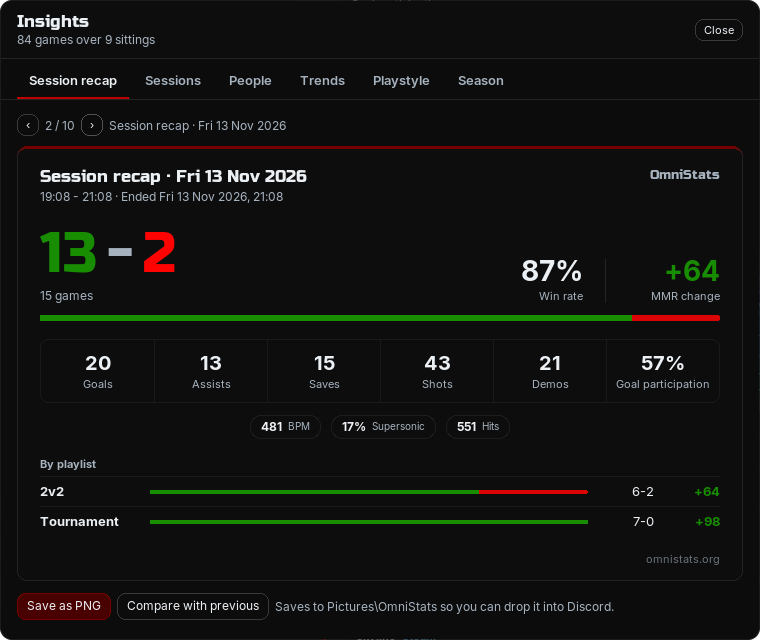 Insights
84 games over 9 sittings
Close
Session recap Sessions People Trends Playstyle Season
‹ 2 / 10 › Session recap · Fri 13 Nov 2026
Session recap · Fri 13 Nov 2026
OmniStats
19:08 - 21:08 · Ended Fri 13 Nov 2026, 21:08
13 – 2
87% +64
15 games Win rate MMR change
20 13 15 43 21 57%
Goals Assists Saves Shots Demos Goal participation
481 BPM 17% Supersonic 551 Hits
By playlist
2v2 6-2 +64
Tournament 7-0 +98
omnistats.org
Save as PNG Compare with previous Saves to Pictures\OmniStats so you can drop it into Discord.